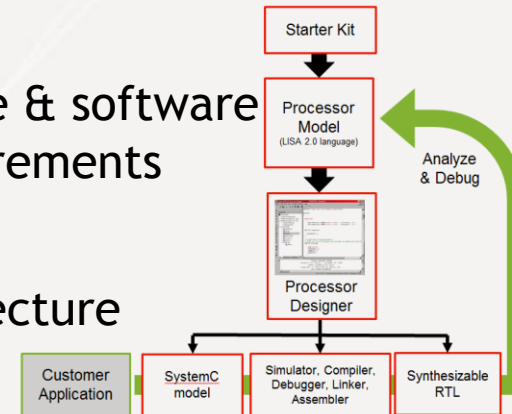 Starter Kit
e & software
rements
ecture
Processor
Model
(LISA 2.0 language)
Analyze
& Debug
Processor
Designer
Customer
Application
SystemC
model
Simulator, Compiler,
Debugger, Linker,
Assembler
Synthesizable
RTL